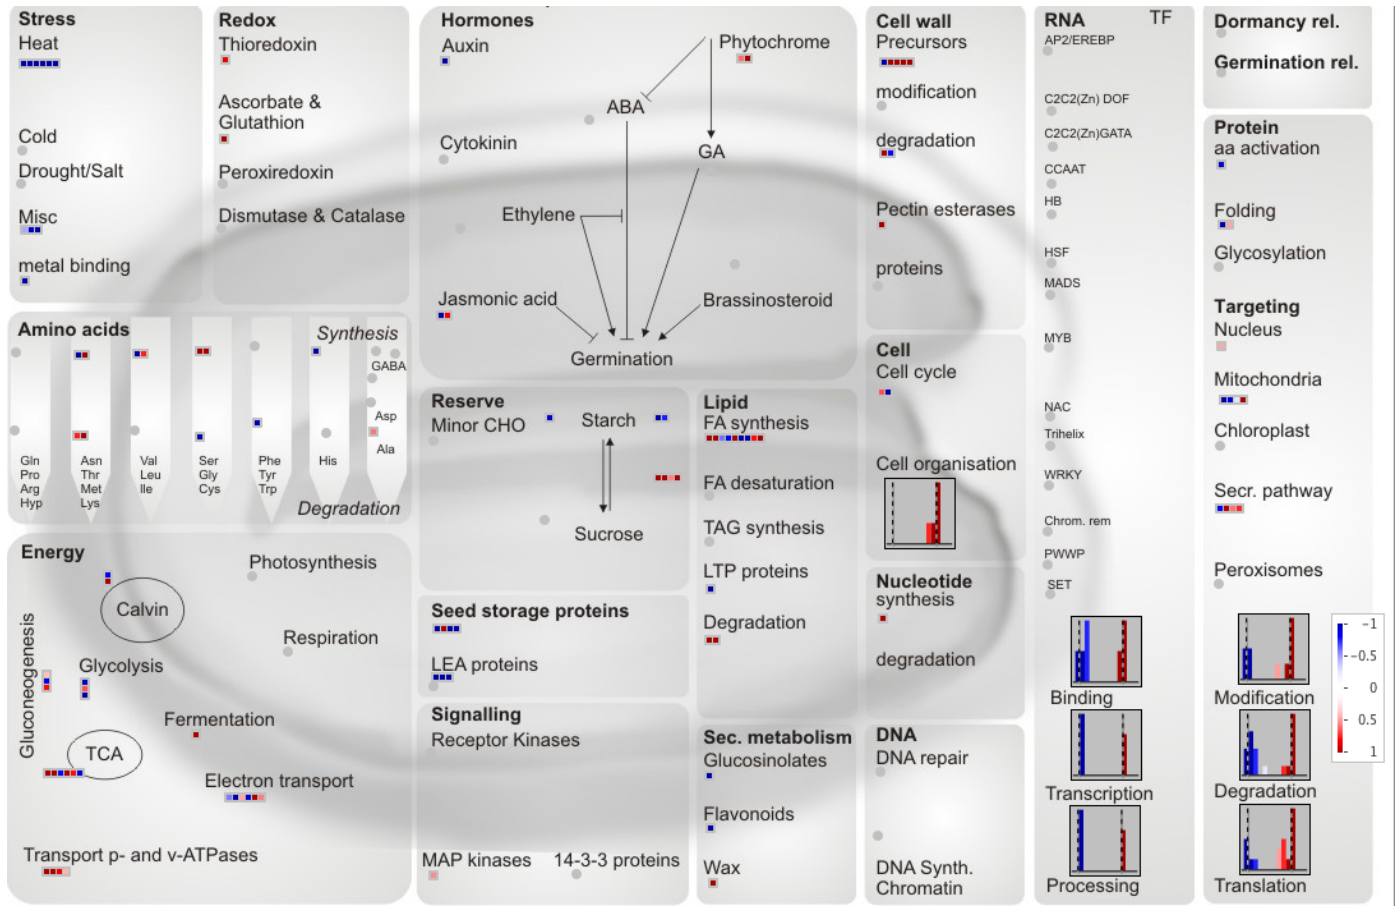 Stress
Heat
Cold
Drought/Salt
Misc
metal binding
Redox
Thioredoxin
Ascorbate &
Glutathion
Peroxiredoxin
Dismutase & Catalase
Hormones
Auxin
Phytochrome
ABA
Cytokinin
GA
Ethylene
Jasmonic acid
Brassinosteroid
Germination
Cell wall
Precursors
modification
degradation
Pectin esterases
proteins
RNA
TF
AP2/EREBP
C2C2(Zn) DOF
C2C2(Zn)GATA
CCAAT
HB
HSF
MADS
MYB
NAC
Trihelix
WRKY
Chrom. rem
PWWP
SET
Binding
Transcription
Processing
Dormancy rel.
Germination rel.
Protein
aa activation
Folding
Glycosylation
Targeting
Nucleus
Mitochondria
Chloroplast
Secr. pathway
Peroxisomes
Modification
Degradation
Translation
-1
-0.5
0
0.5
1
Amino acids
Synthesis
GABA
Asp
Ala
Gln
Pro
Arg
Hyp
Asn
Thr
Met
Lys
Val
Leu
Ile
Ser
Gly
Cys
Phe
Tyr
Trp
His
Degradation
Reserve
Minor CHO
Starch
Sucrose
Lipid
FA synthesis
FA desaturation
TAG synthesis
LTP proteins
Degradation
Cell
Cell cycle
Cell organisation
Nucleotide
synthesis
degradation
Energy
Photosynthesis
Calvin
Respiration
Gluconeogenesis
Glycolysis
Fermentation
TCA
Electron transport
Transport p- and v-ATPases
Seed storage proteins
LEA proteins
Signalling
Receptor Kinases
MAP kinases
14-3-3 proteins
Sec. metabolism
Glucosinolates
Flavonoids
Wax
DNA
DNA repair
DNA Synth.
Chromatin